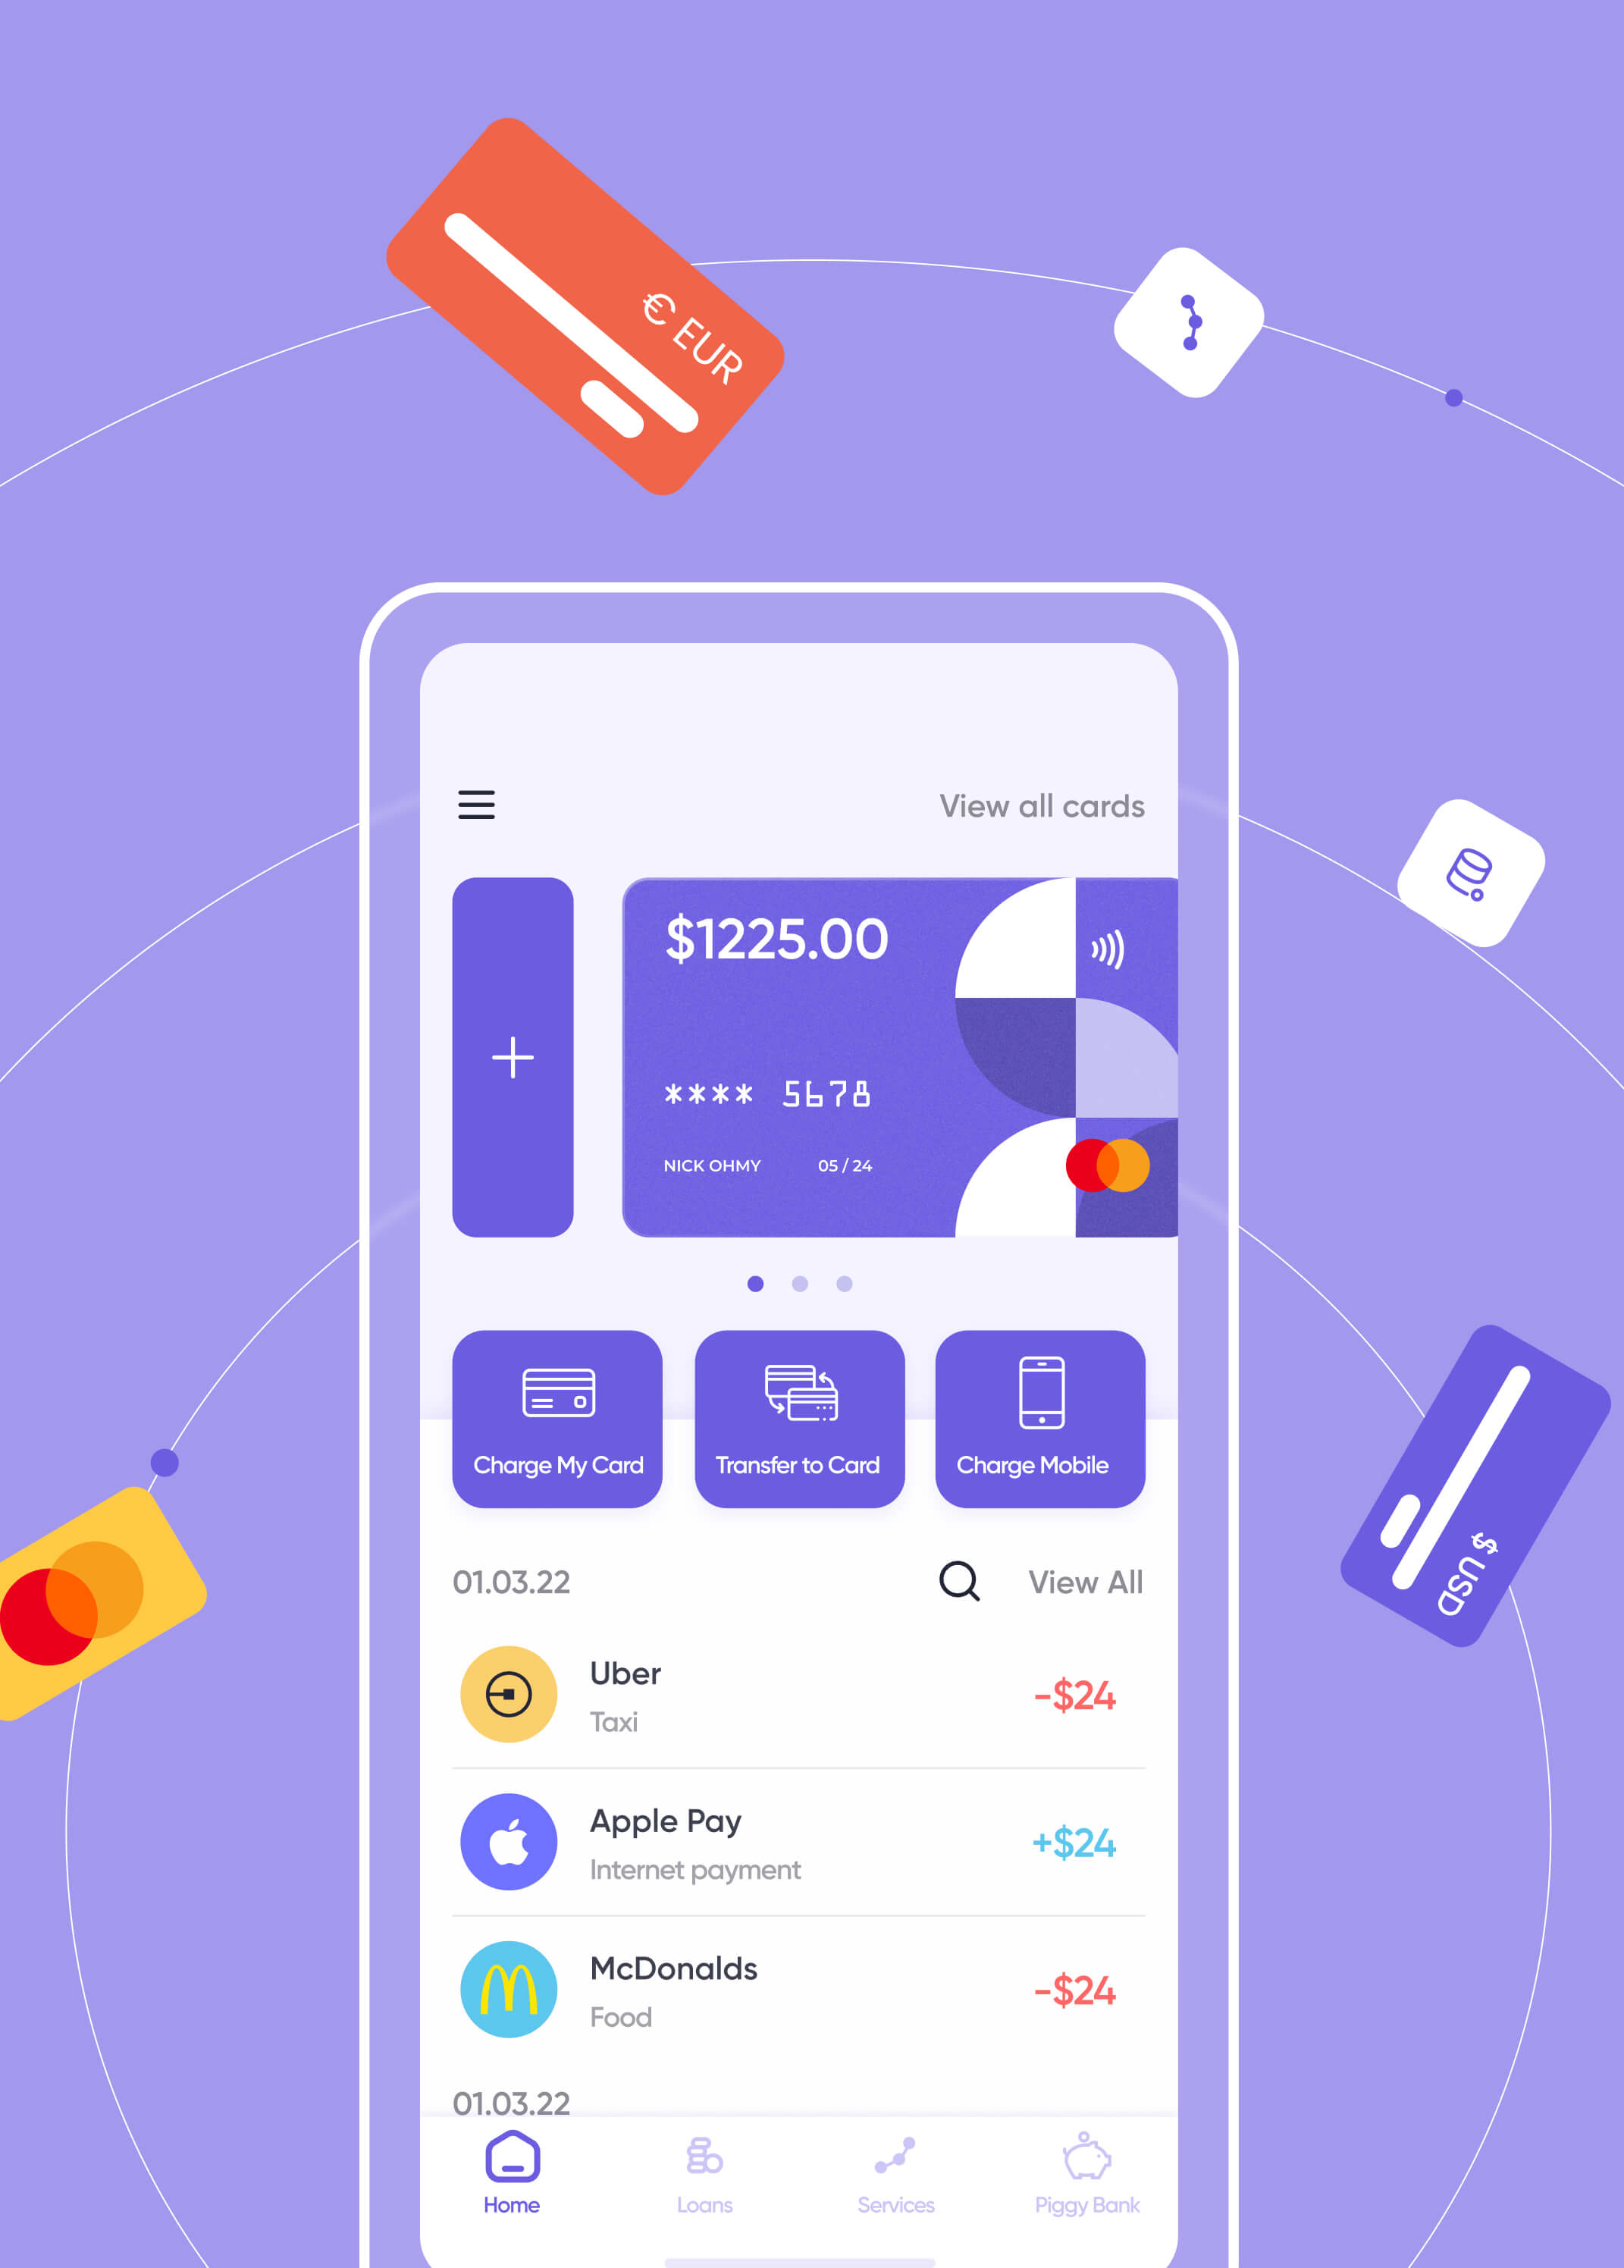 € EUR
View all cards
$1225.00
**** 5678
NICK OHMY 05 / 24
Charge My Card Transfer to Card Charge Mobile
$ USD
01.03.22 View All
Uber
Taxi
-$24
Apple Pay
Internet payment
+$24
McDonalds
Food
-$24
01.03.22
Home Loans Services Piggy Bank